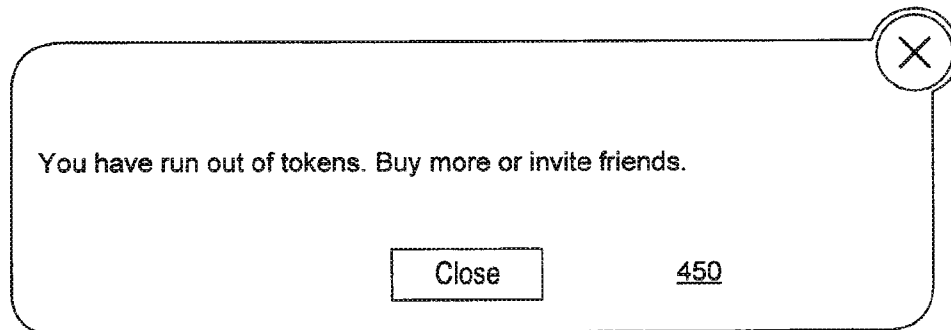 You have run out of tokens. Buy more or invite friends.
Close 450